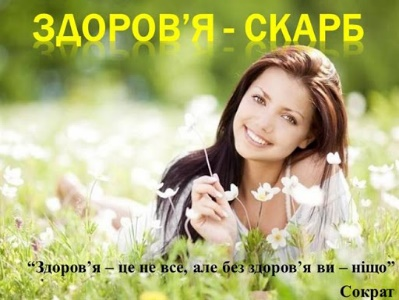 ЗДОРОВ’Я - СКАРБ
“Здоров’я – це не все, але без здоров’я ви – ніщо”
Сократ